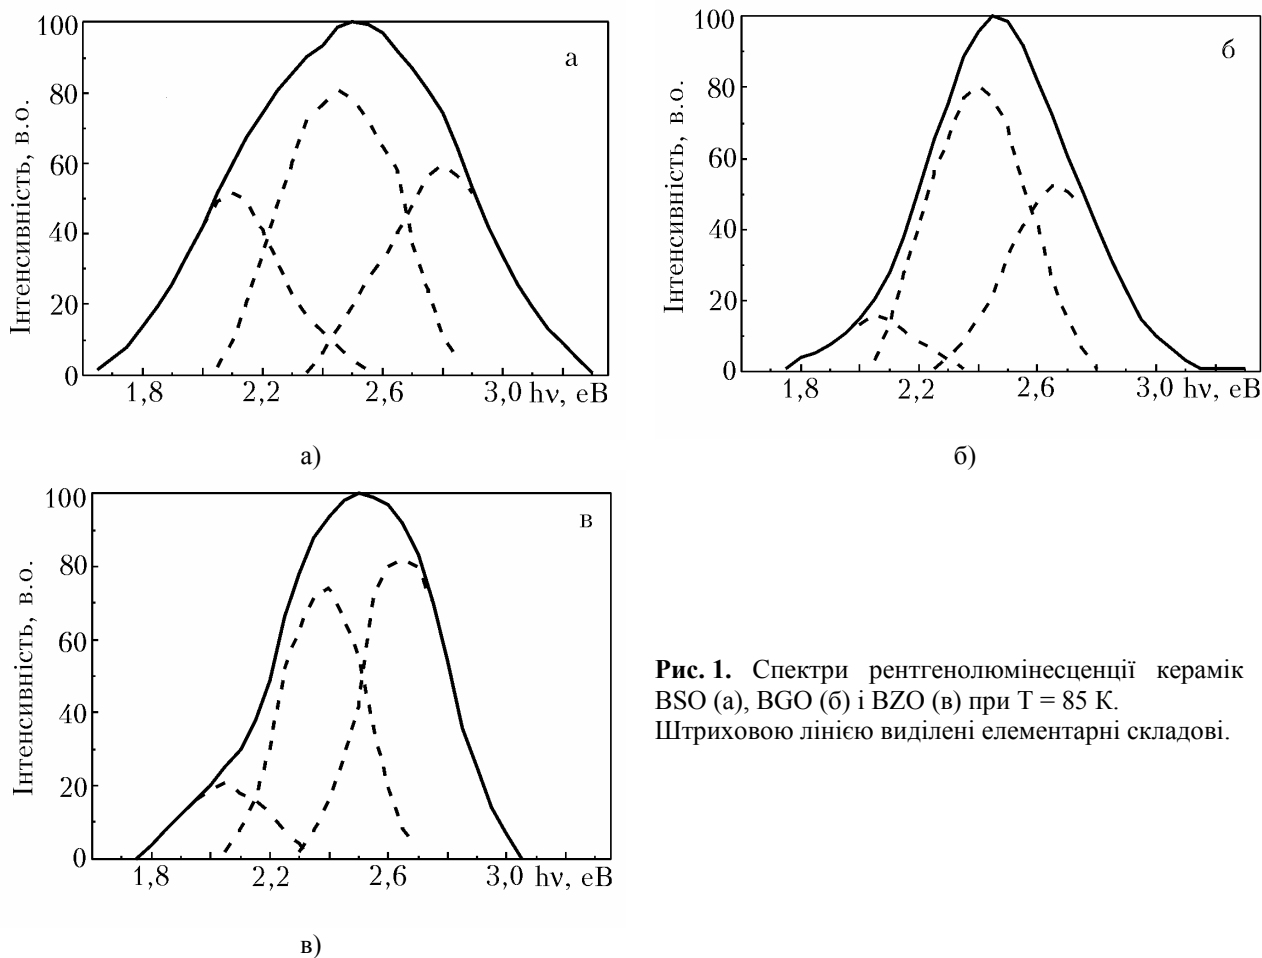 100
80
60
40
20
0
Інтенсивність, в.о.
а
1,8 2,2 2,6 3,0 hν, еВ
а)
100
80
60
40
20
0
Інтенсивність, в.о.
б
1,8 2,2 2,6 3,0 hν, еВ
б)
100
80
60
40
20
0
Інтенсивність, в.о.
в
1,8 2,2 2,6 3,0 hν, еВ
в)
Рис. 1. Спектри рентгенолюмінесценції керамік
BSO (а), BGO (б) і BZO (в) при Т = 85 К.
Штриховою лінією виділені елементарні складові.